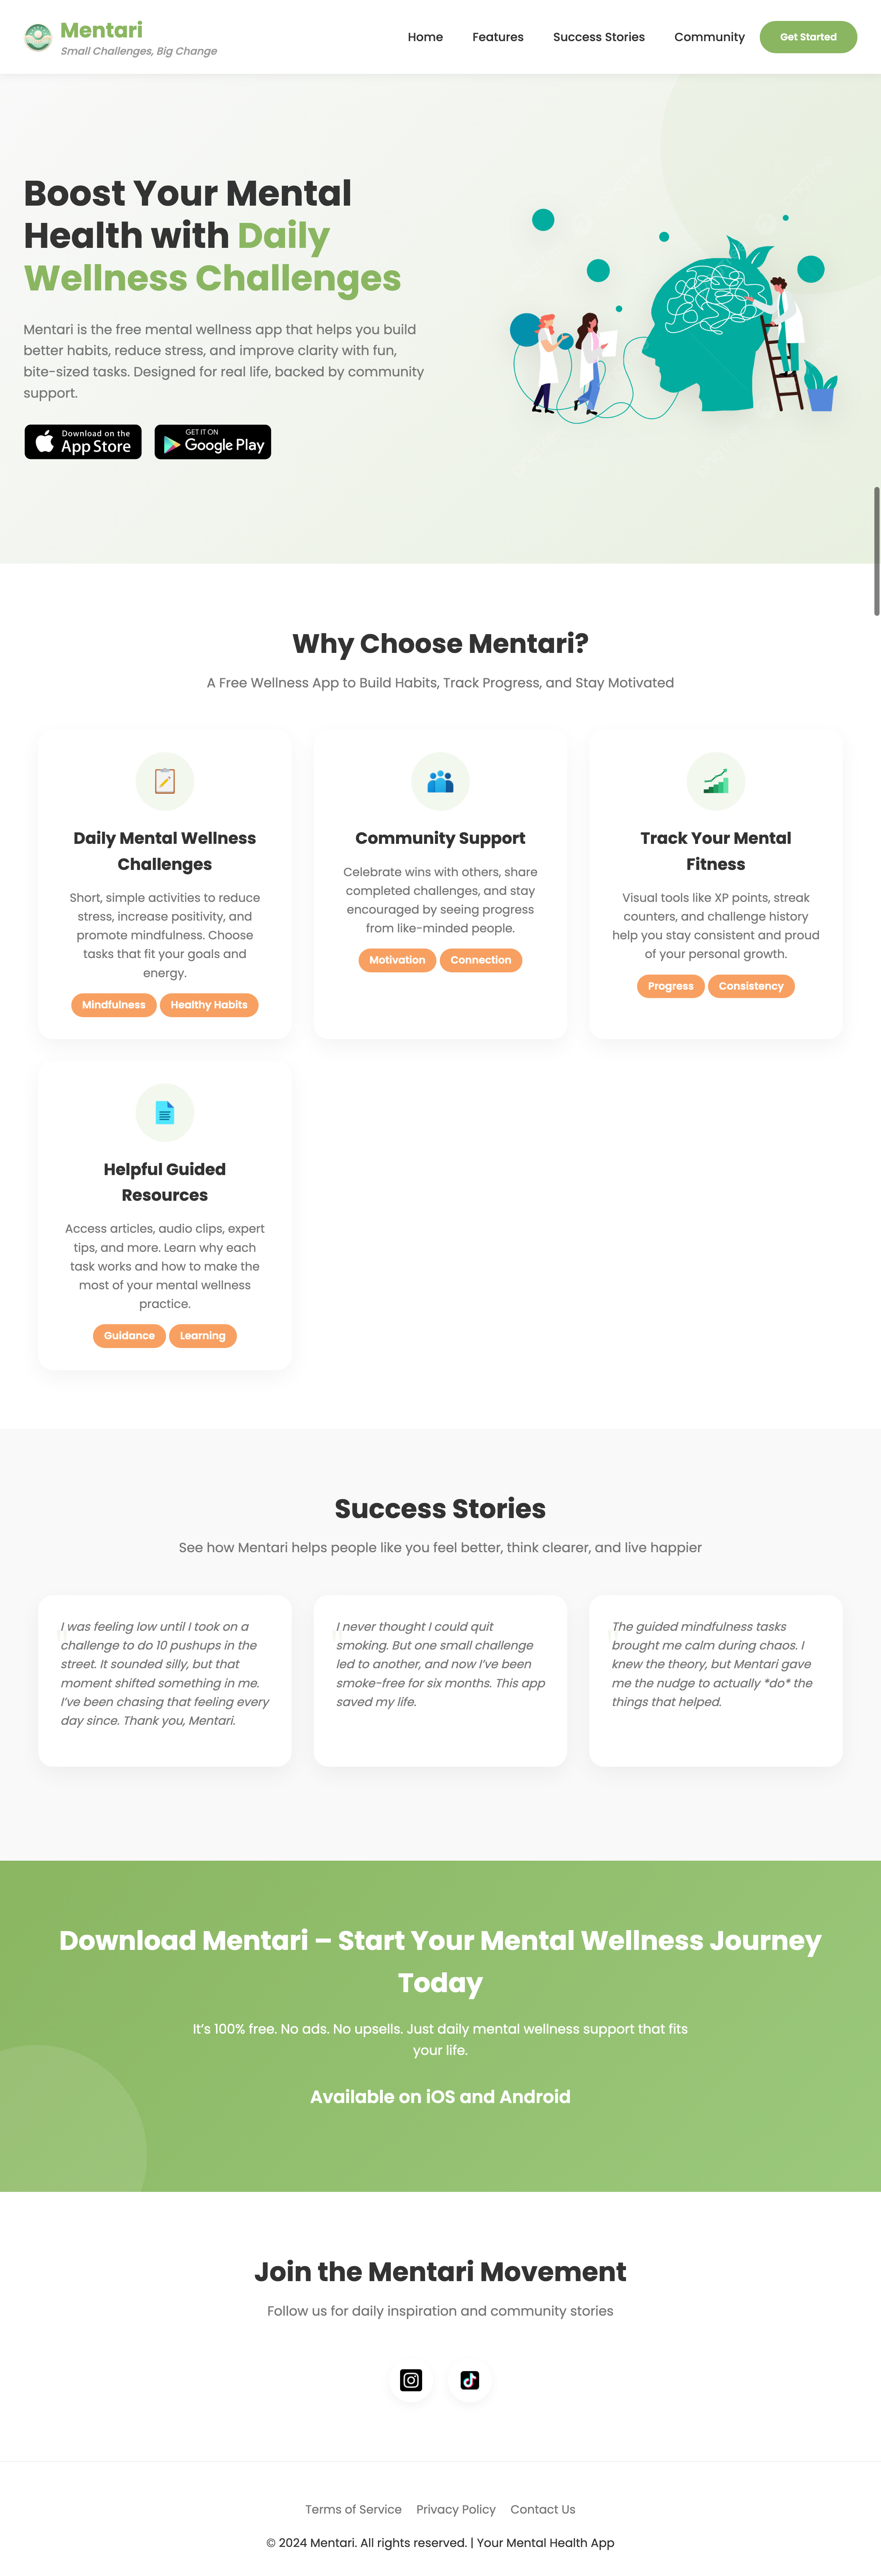 Mentari
Small Challenges, Big Change
Home
Features
Success Stories
Community
Get Started
Boost Your Mental
Health with Daily
Wellness Challenges
Mentari is the free mental wellness app that helps you build
better habits, reduce stress, and improve clarity with fun,
bite-sized tasks. Designed for real life, backed by community
support.
Download on the
App Store
GET IT ON
Google Play
Why Choose Mentari?
A Free Wellness App to Build Habits, Track Progress, and Stay Motivated
Daily Mental Wellness
Challenges
Short, simple activities to reduce
stress, increase positivity, and
promote mindfulness. Choose
tasks that fit your goals and
energy.
Mindfulness
Healthy Habits
Community Support
Celebrate wins with others, share
completed challenges, and stay
encouraged by seeing progress
from like-minded people.
Motivation
Connection
Track Your Mental
Fitness
Visual tools like XP points, streak
counters, and challenge history
help you stay consistent and proud
of your personal growth.
Progress
Consistency
Helpful Guided
Resources
Access articles, audio clips, expert
tips, and more. Learn why each
task works and how to make the
most of your mental wellness
practice.
Guidance
Learning
Success Stories
See how Mentari helps people like you feel better, think clearer, and live happier
"
I was feeling low until I took on a
challenge to do 10 pushups in the
street. It sounded silly, but that
moment shifted something in me.
I've been chasing that feeling every
day since. Thank you, Mentari.
"
I never thought I could quit
smoking. But one small challenge
led to another, and now I've been
smoke-free for six months. This app
saved my life.
"
The guided mindfulness tasks
brought me calm during chaos. I
knew the theory, but Mentari gave
me the nudge to actually *do* the
things that helped.
Download Mentari – Start Your Mental Wellness Journey
Today
It's 100% free. No ads. No upsells. Just daily mental wellness support that fits
your life.
Available on iOS and Android
Join the Mentari Movement
Follow us for daily inspiration and community stories
Terms of Service
Privacy Policy
Contact Us
© 2024 Mentari. All rights reserved. | Your Mental Health App